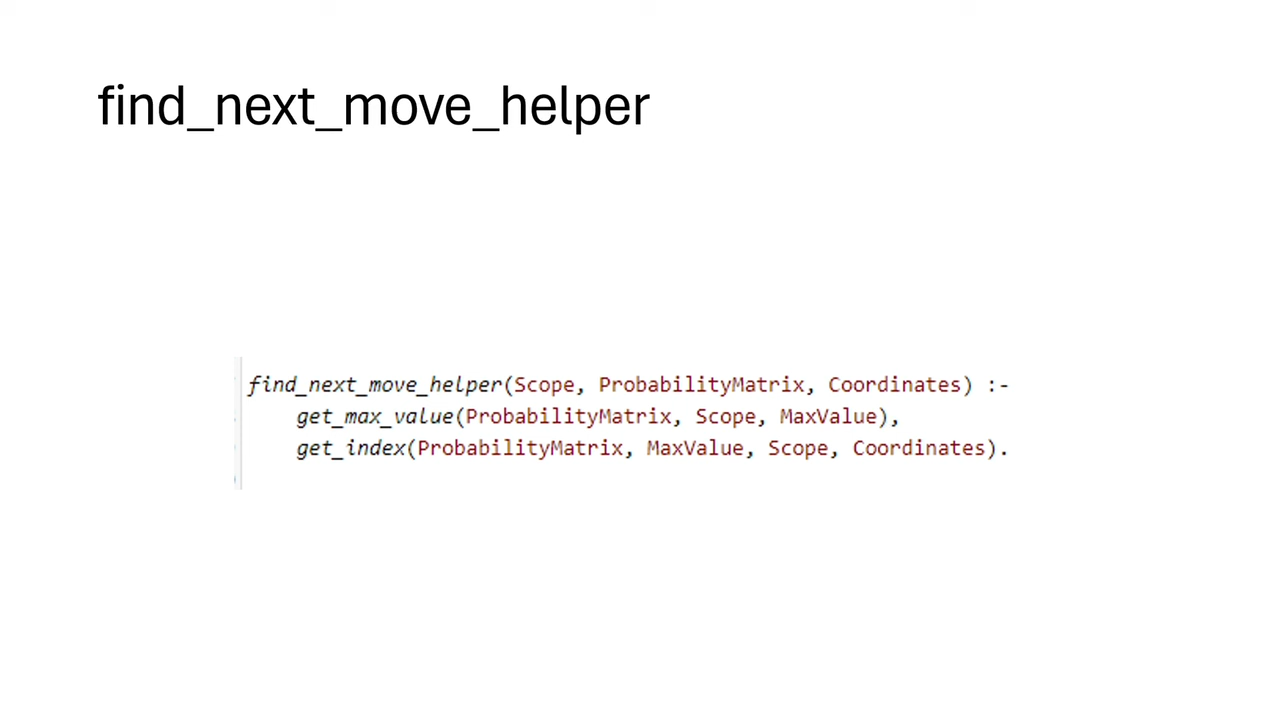 find_next_move_helper
find_next_move_helper(Scope, ProbabilityMatrix, Coordinates) :-
get_max_value(ProbabilityMatrix, Scope, MaxValue),
get_index(ProbabilityMatrix, MaxValue, Scope, Coordinates).